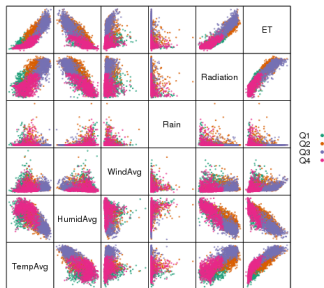 ET
Radiation
Rain
WindAvg
HumidAvg
TempAvg
Q1
Q2
Q3
Q4